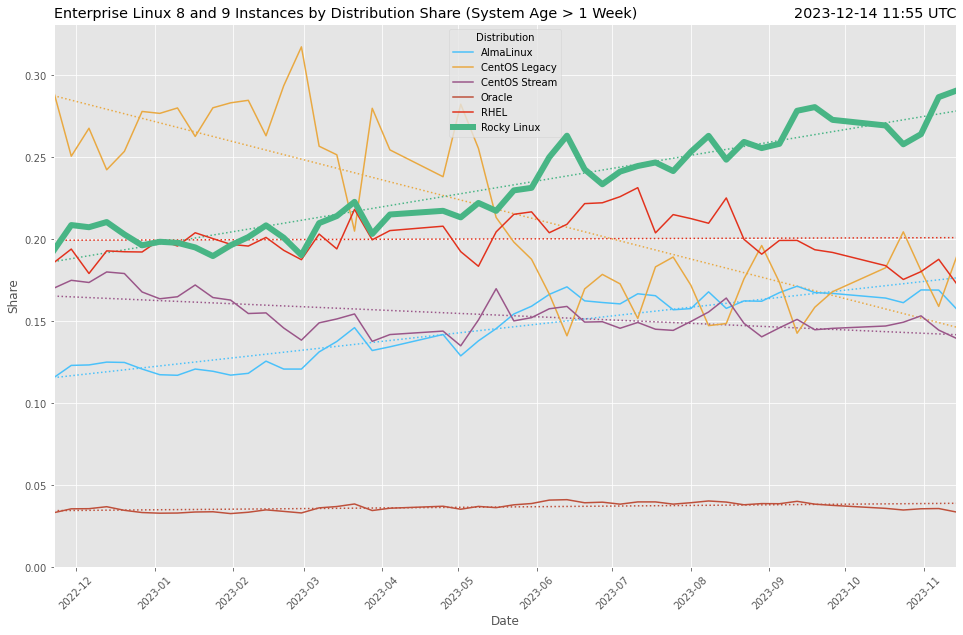 Enterprise Linux 8 and 9 Instances by Distribution Share (System Age > 1 Week)
2023-12-14 11:55 UTC
Distribution
AlmaLinux
CentOS Legacy
CentOS Stream
Oracle
RHEL
Rocky Linux
Share
0.30
0.25
0.20
0.15
0.10
0.05
0.00
2022-12
2023-01
2023-02
2023-03
2023-04
2023-05
2023-06
2023-07
2023-08
2023-09
2023-10
2023-11
Date